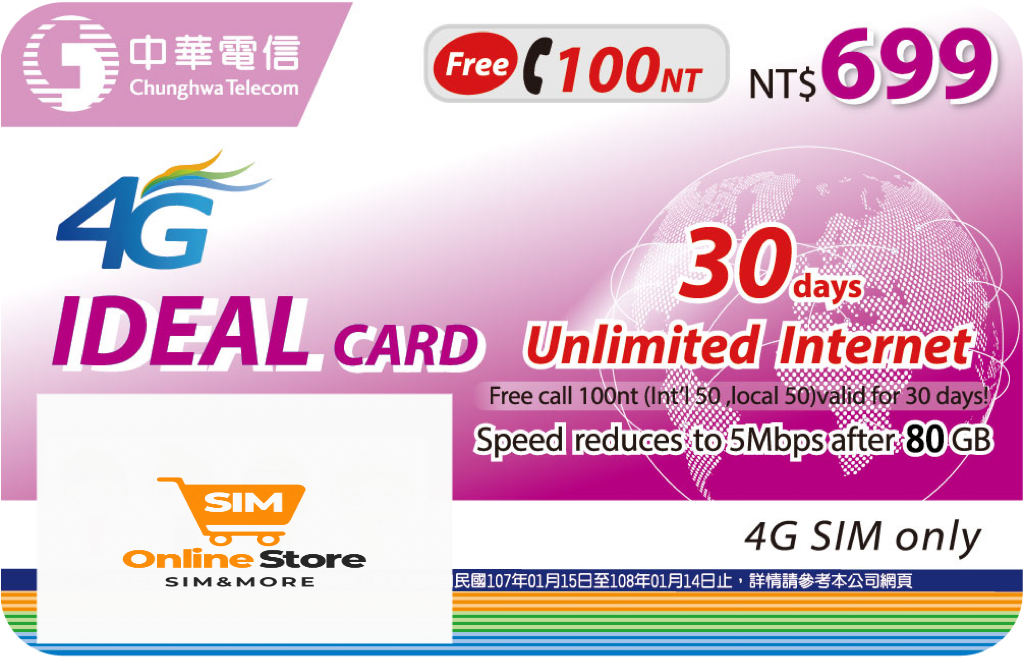 中華電信
Chunghwa Telecom
Free 100NT
NT$699
4G
IDEAL CARD
30 days
Unlimited Internet
Free call 100nt (Int'l 50 ,local 50)valid for 30 days!
Speed reduces to 5Mbps after 80 GB
SIM
Online Store
SIM&MORE
4G SIM only
民國107年01月15日至108年01月14日止，詳情請參考本公司網頁